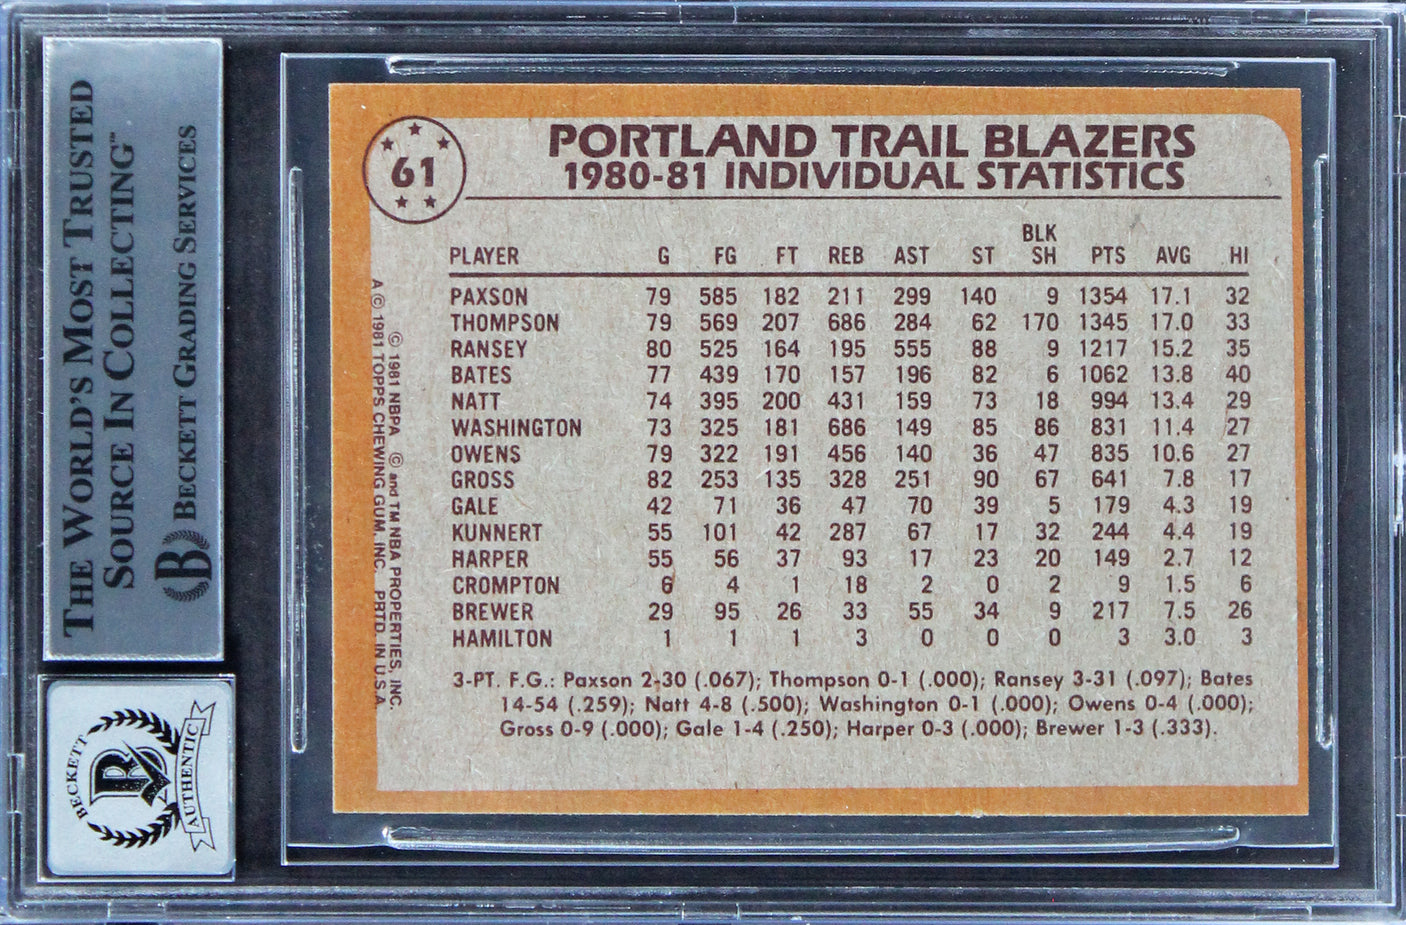 THE WORLD'S MOST TRUSTED
SOURCE IN COLLECTING™
BECKETT GRADING SERVICES
B
BECKETT
B
AUTHENTIC
61
PORTLAND TRAIL BLAZERS
1980-81 INDIVIDUAL STATISTICS
PLAYER G FG FT REB AST ST BLK SH PTS AVG HI
PAXSON 79 585 182 211 299 140 9 1354 17.1 32
THOMPSON 79 569 207 686 284 62 170 1345 17.0 33
RANSEY 80 525 164 195 555 88 9 1217 15.2 35
BATES 77 439 170 157 196 82 6 1062 13.8 40
NATT 74 395 200 431 159 73 18 994 13.4 29
WASHINGTON 73 325 181 686 149 85 86 831 11.4 27
OWENS 79 322 191 456 140 36 47 835 10.6 27
GROSS 82 253 135 328 251 90 67 641 7.8 17
GALE 42 71 36 47 70 39 5 179 4.3 19
KUNNERT 55 101 42 287 67 17 32 244 4.4 19
HARPER 55 56 37 93 17 23 20 149 2.7 12
CROMPTON 6 4 1 18 2 0 2 9 1.5 6
BREWER 29 95 26 33 55 34 9 217 7.5 26
HAMILTON 1 1 1 3 0 0 0 3 3.0 3
3-PT. F.G.: Paxson 2-30 (.067); Thompson 0-1 (.000); Ransey 3-31 (.097); Bates
14-54 (.259); Natt 4-8 (.500); Washington 0-1 (.000); Owens 0-4 (.000);
Gross 0-9 (.000); Gale 1-4 (.250); Harper 0-3 (.000); Brewer 1-3 (.333).
© 1981 NBPA © and TM NBA PROPERTIES, INC.
A © 1981 TOPPS CHEWING GUM, INC. PRTD. IN U.S.A.